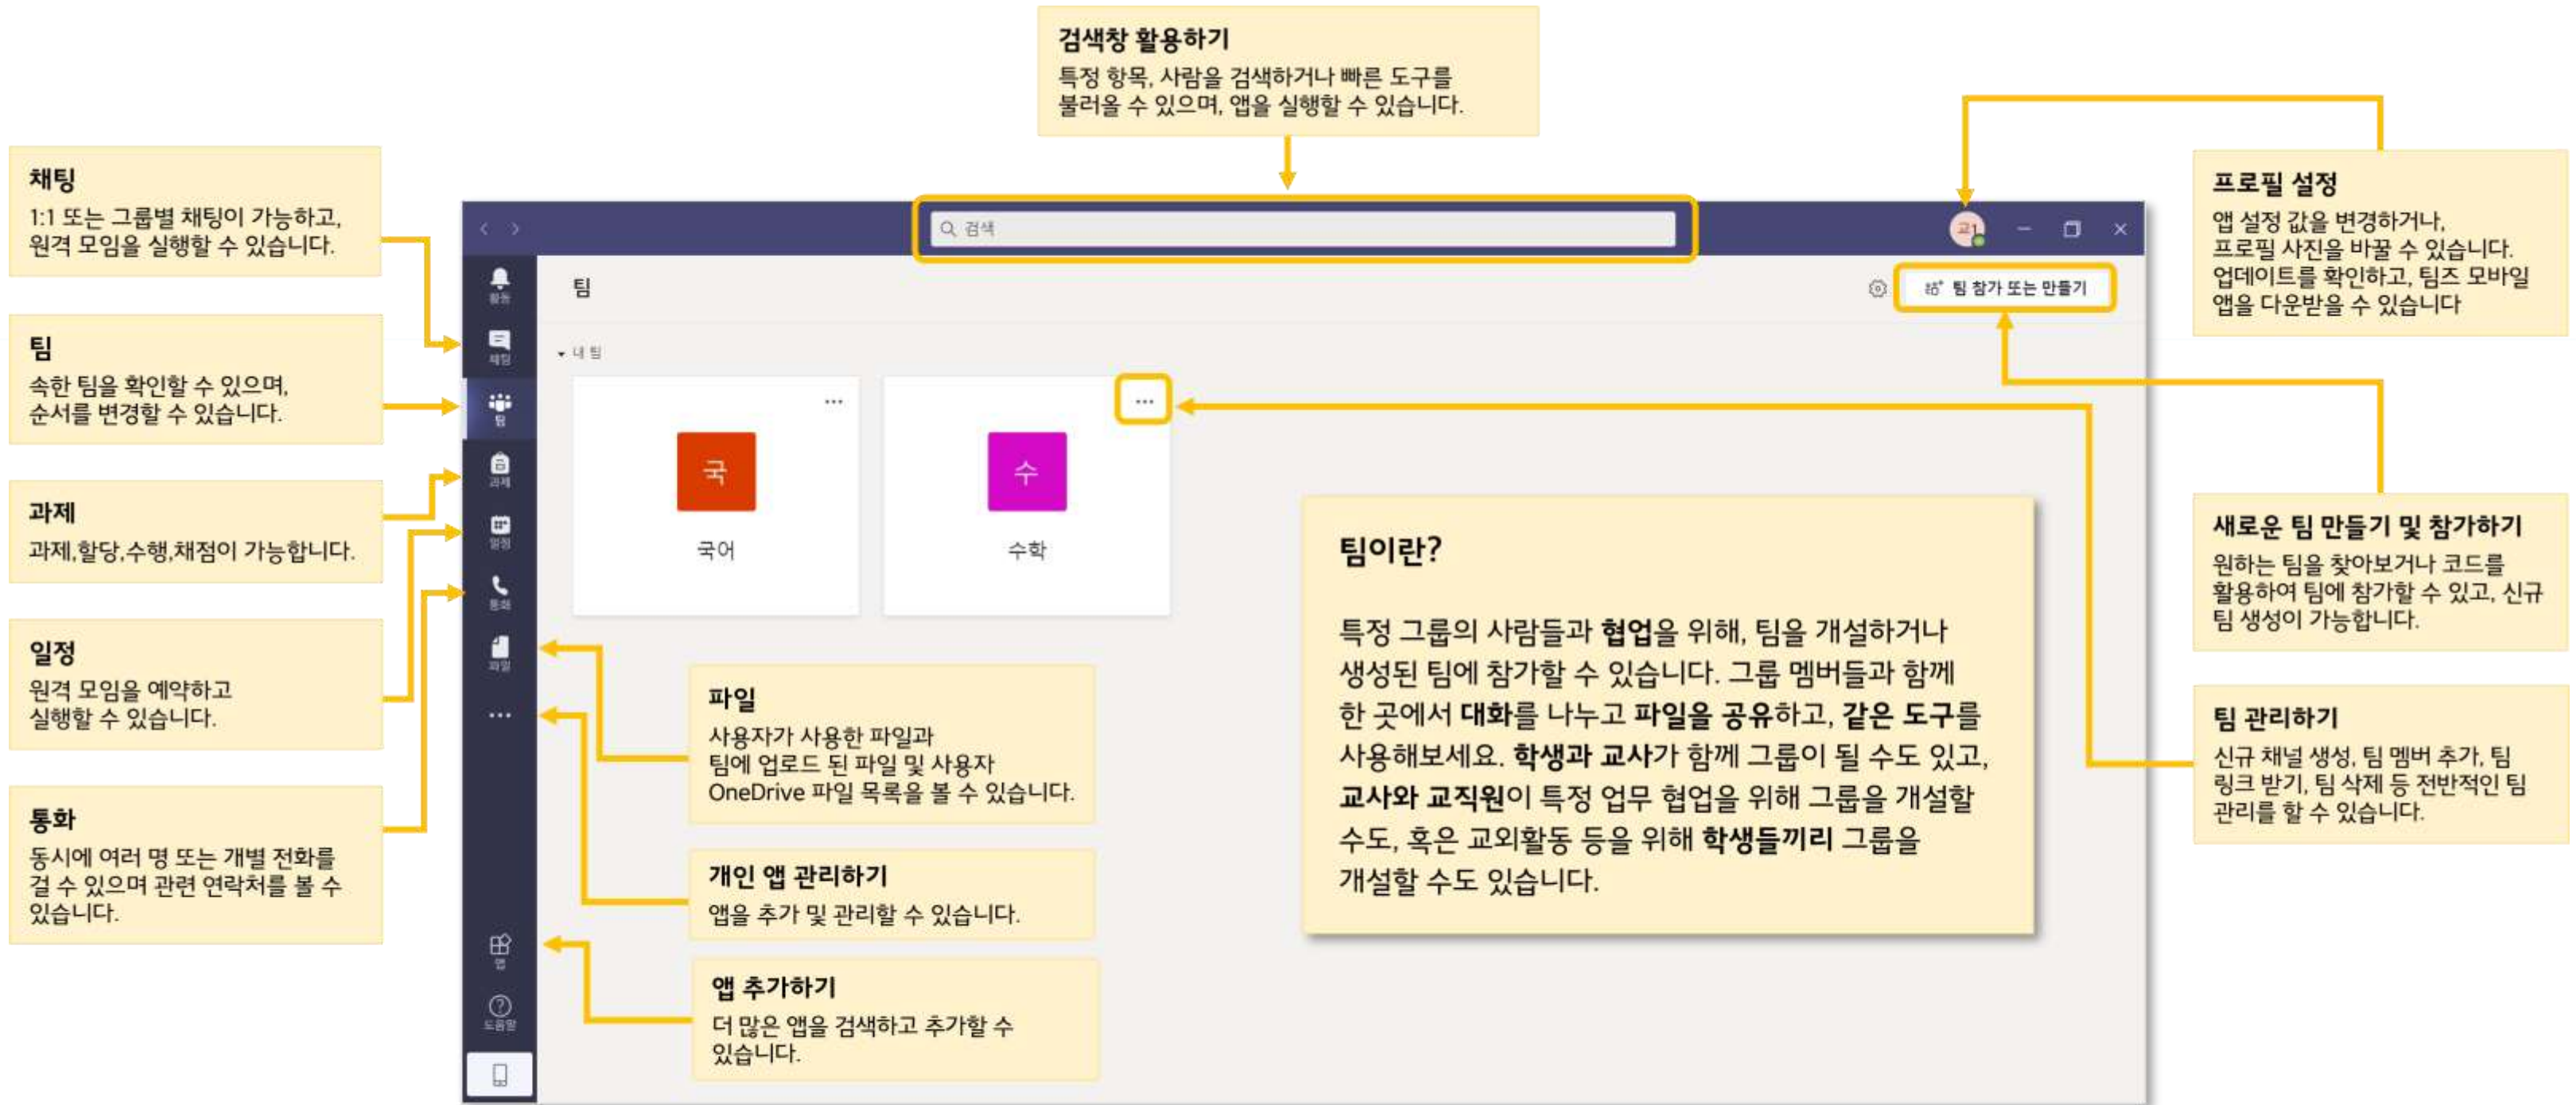 검색창 활용하기
특정 항목, 사람을 검색하거나 빠른 도구를
불러올 수 있으며, 앱을 실행할 수 있습니다.
채팅
1:1 또는 그룹별 채팅이 가능하고,
원격 모임을 실행할 수 있습니다.
팀
속한 팀을 확인할 수 있으며,
순서를 변경할 수 있습니다.
과제
과제,할당,수행,채점이 가능합니다.
일정
원격 모임을 예약하고
실행할 수 있습니다.
통화
동시에 여러 명 또는 개별 전화를
걸 수 있으며 관련 연락처를 볼 수
있습니다.
검색
교1
활동
채팅
팀
과제
일정
통화
파일
앱
도움말
팀
팀 참가 또는 만들기
내 팀
국
국어
수
수학
파일
사용자가 사용한 파일과
팀에 업로드 된 파일 및 사용자
OneDrive 파일 목록을 볼 수 있습니다.
개인 앱 관리하기
앱을 추가 및 관리할 수 있습니다.
앱 추가하기
더 많은 앱을 검색하고 추가할 수
있습니다.
팀이란?
특정 그룹의 사람들과 협업을 위해, 팀을 개설하거나
생성된 팀에 참가할 수 있습니다. 그룹 멤버들과 함께
한 곳에서 대화를 나누고 파일을 공유하고, 같은 도구를
사용해보세요. 학생과 교사가 함께 그룹이 될 수도 있고,
교사와 교직원이 특정 업무 협업을 위해 그룹을 개설할
수도, 혹은 교외활동 등을 위해 학생들끼리 그룹을
개설할 수도 있습니다.
프로필 설정
앱 설정 값을 변경하거나,
프로필 사진을 바꿀 수 있습니다.
업데이트를 확인하고, 팀즈 모바일
앱을 다운받을 수 있습니다
새로운 팀 만들기 및 참가하기
원하는 팀을 찾아보거나 코드를
활용하여 팀에 참가할 수 있고, 신규
팀 생성이 가능합니다.
팀 관리하기
신규 채널 생성, 팀 멤버 추가, 팀
링크 받기, 팀 삭제 등 전반적인 팀
관리를 할 수 있습니다.